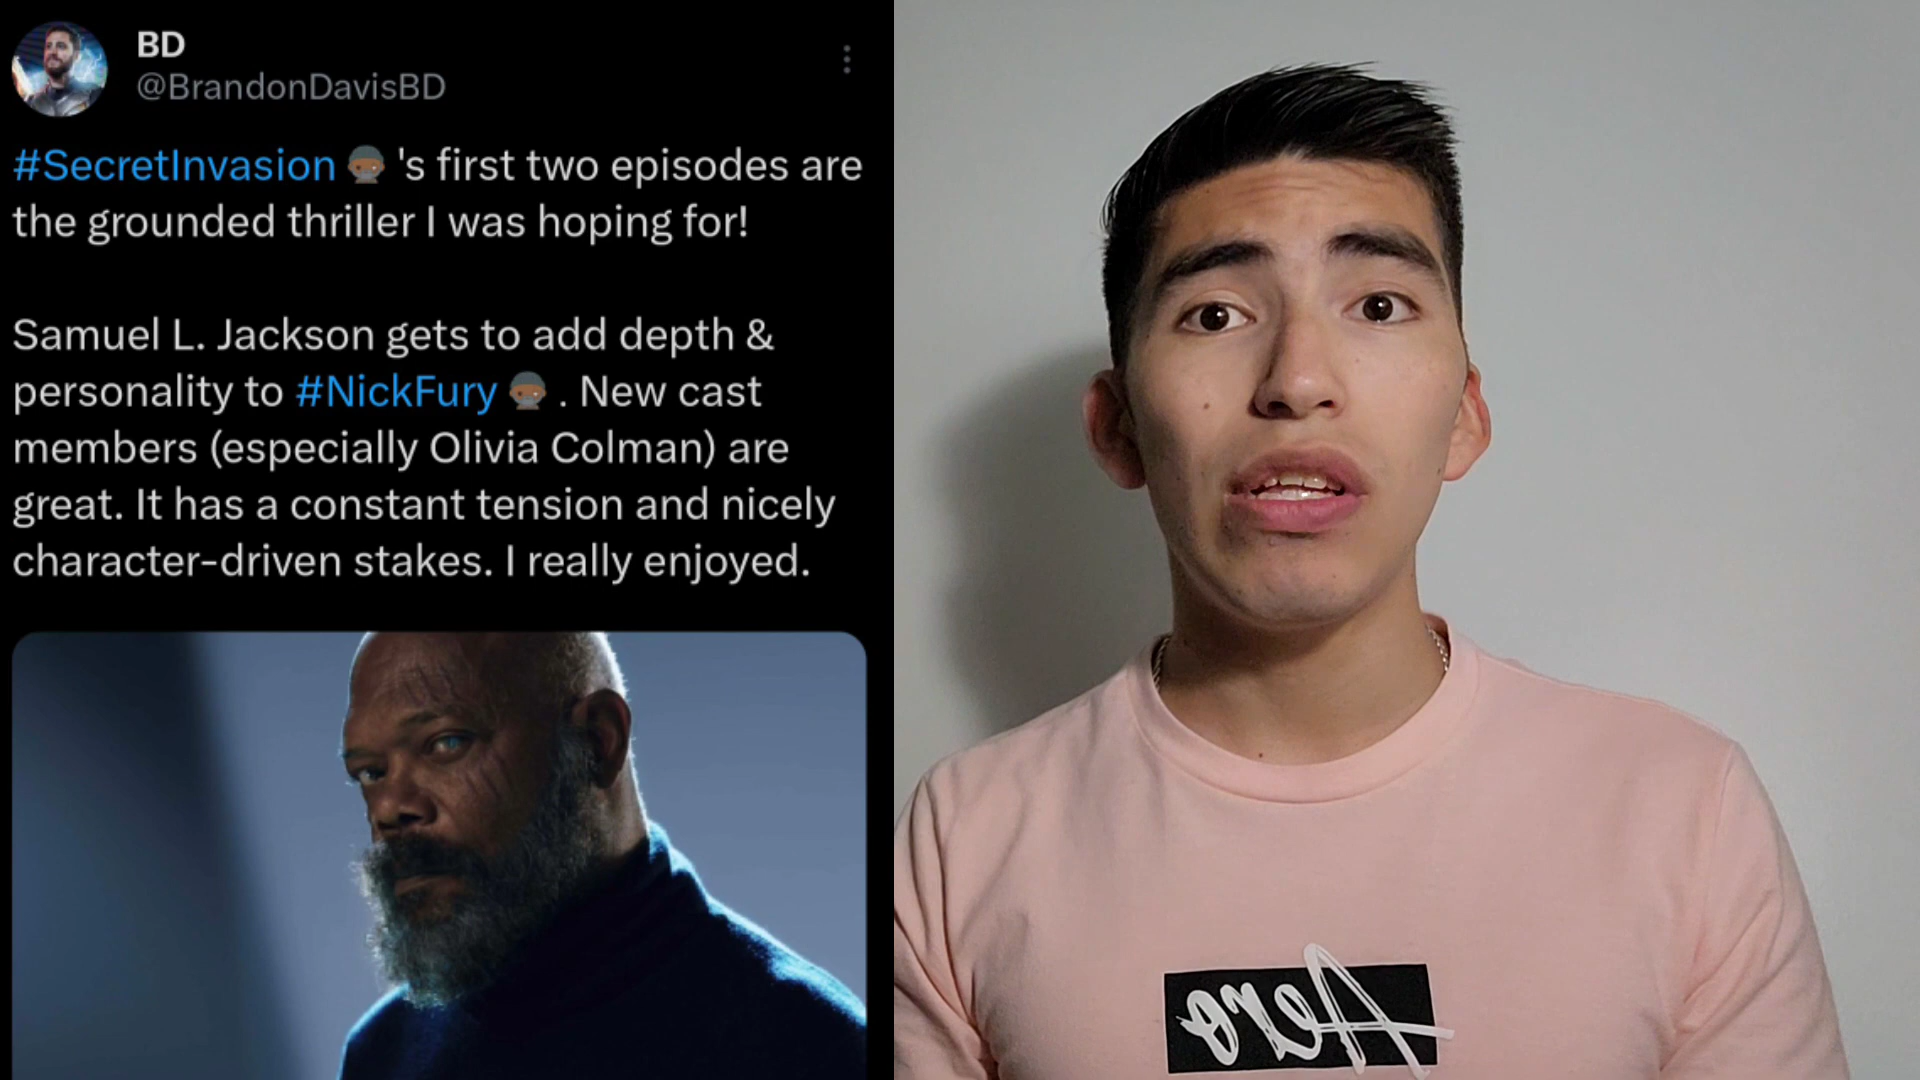 BD
@BrandonDavisBD
#SecretInvasion 's first two episodes are
the grounded thriller I was hoping for!
Samuel L. Jackson gets to add depth &
personality to #NickFury . New cast
members (especially Olivia Colman) are
great. It has a constant tension and nicely
character-driven stakes. I really enjoyed.
Aero